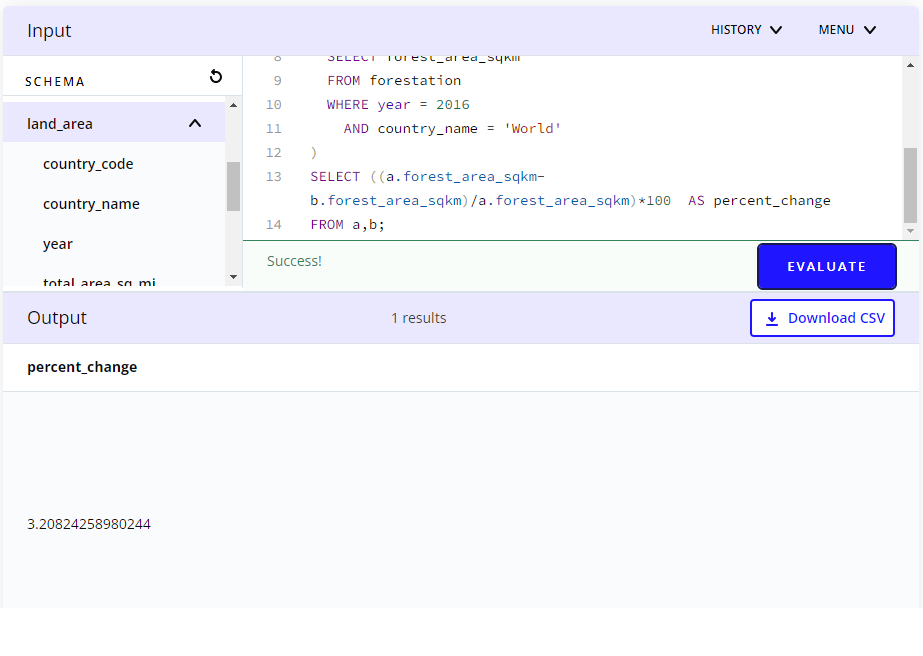 Input
HISTORY
MENU
SCHEMA
land_area
country_code
country_name
year
total_area_sq_mi
8 SELECT forest_area_sqkm
9 FROM forestation
10 WHERE year = 2016
11 AND country_name = 'World'
12 )
13 SELECT ((a.forest_area_sqkm-
b.forest_area_sqkm)/a.forest_area_sqkm)*100 AS percent_change
14 FROM a,b;
Success!
EVALUATE
Output
1 results
Download CSV
percent_change
3.20824258980244